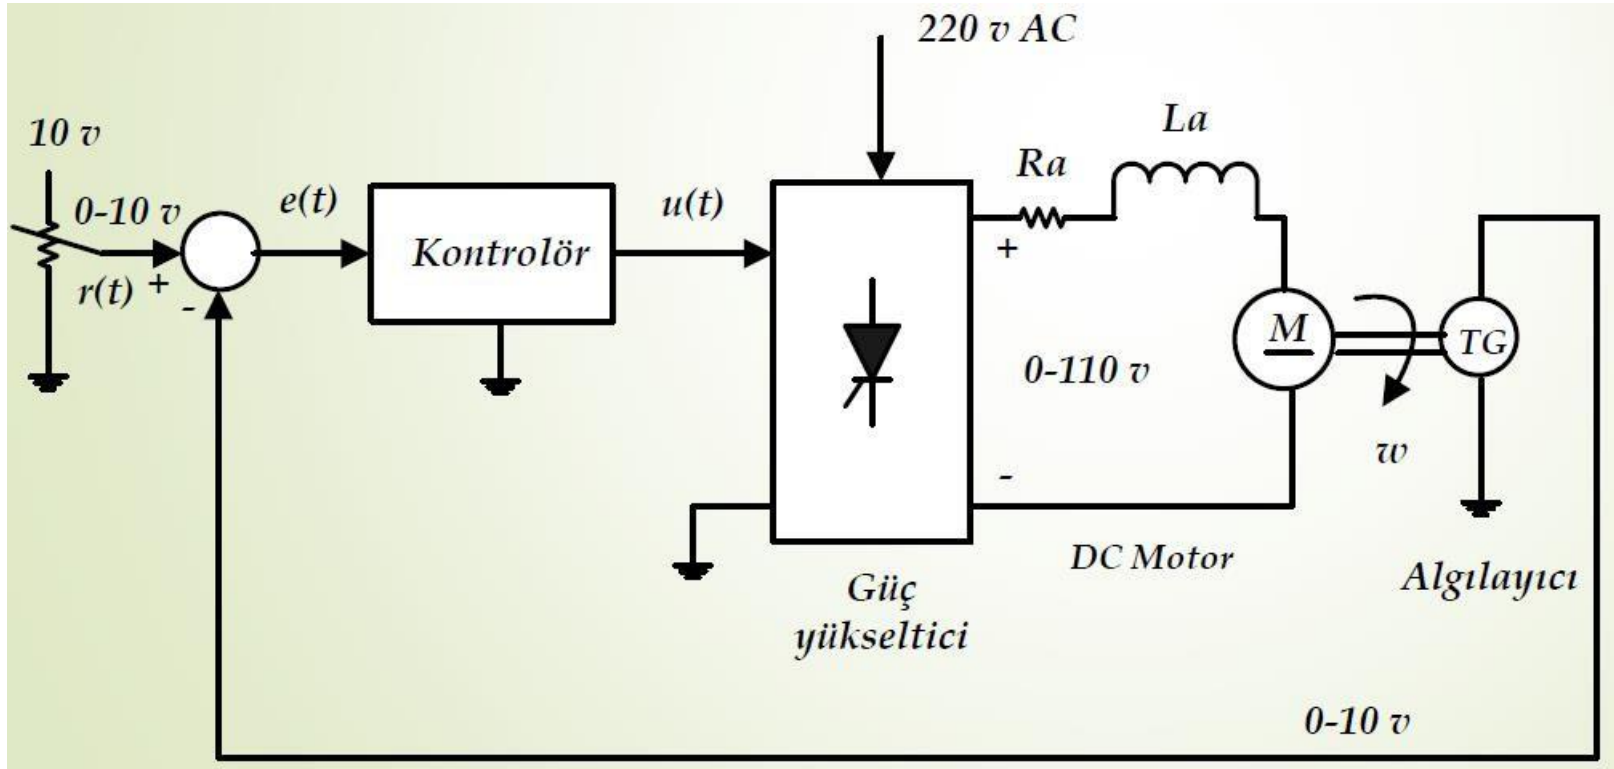 220 v AC
10 v
0-10 v
r(t)
+
-
e(t)
Kontrolör
u(t)
Ra
La
+
0-110 v
-
M
TG
w
DC Motor
Algılayıcı
Güç
yükseltici
0-10 v